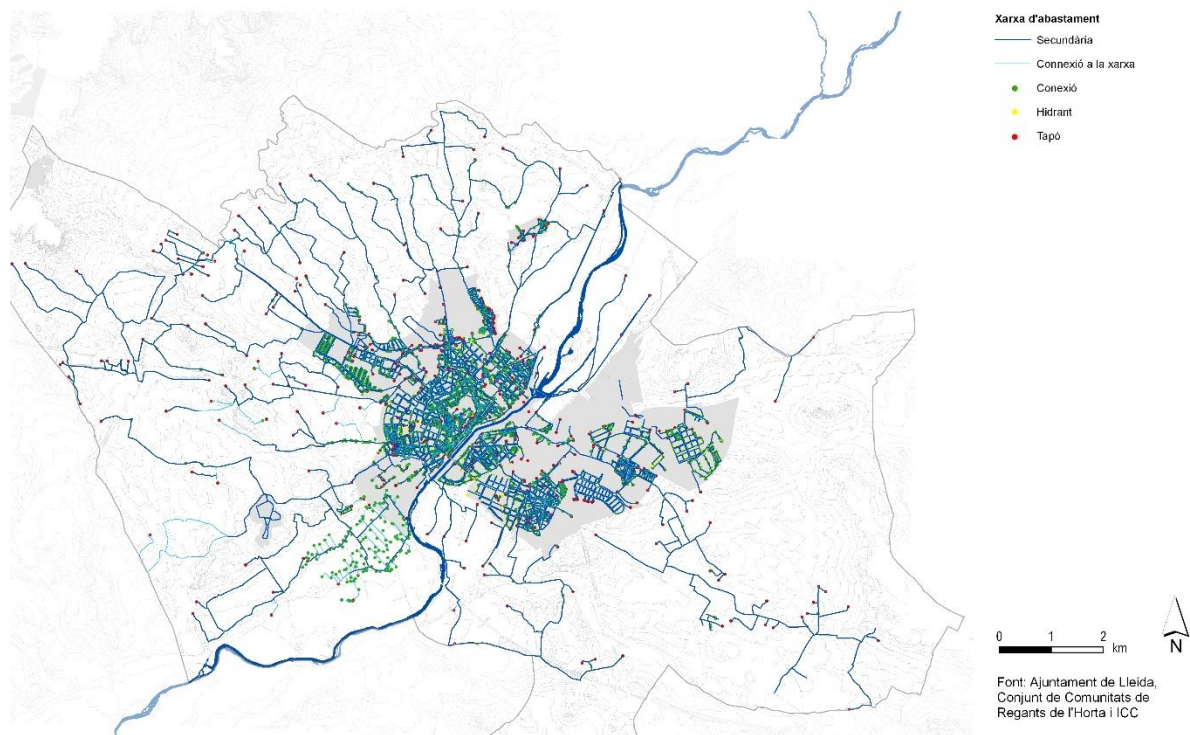 Xarxa d'abastament
Secundària
Connexió a la xarxa
Conexió
Hidrant
Tapó
0 1 2 km
N
Font: Ajuntament de Lleida,
Conjunt de Comunitats de
Regants de l'Horta i ICC